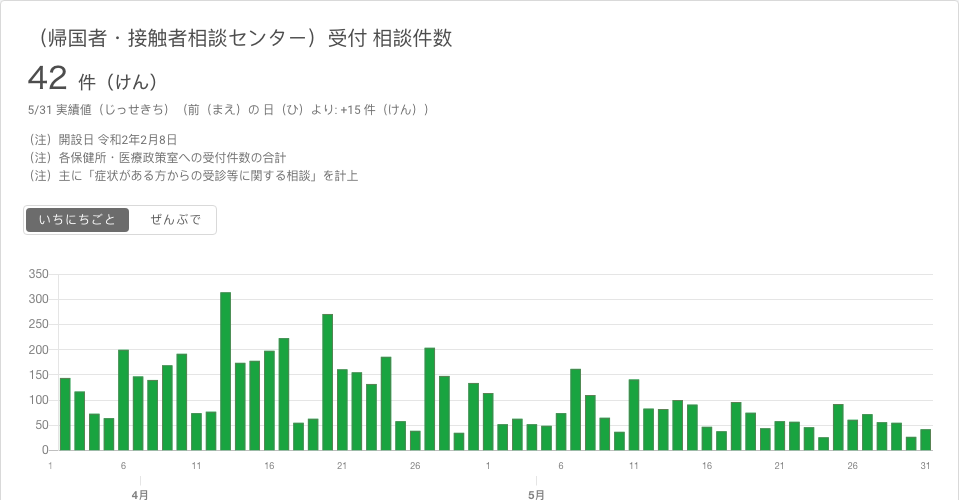 （帰国者・接触者相談センター）受付 相談件数
42 件（けん）
5/31 実績値（じっせきち）（前（まえ）の 日（ひ）より: +15 件（けん））
（注）開設日 令和2年2月8日
（注）各保健所・医療政策室への受付件数の合計
（注）主に「症状がある方からの受診等に関する相談」を計上
いちにちごと ぜんぶで
350
300
250
200
150
100
50
0
1 6 11 16 21 26 1 6 11 16 21 26 31
4月 5月